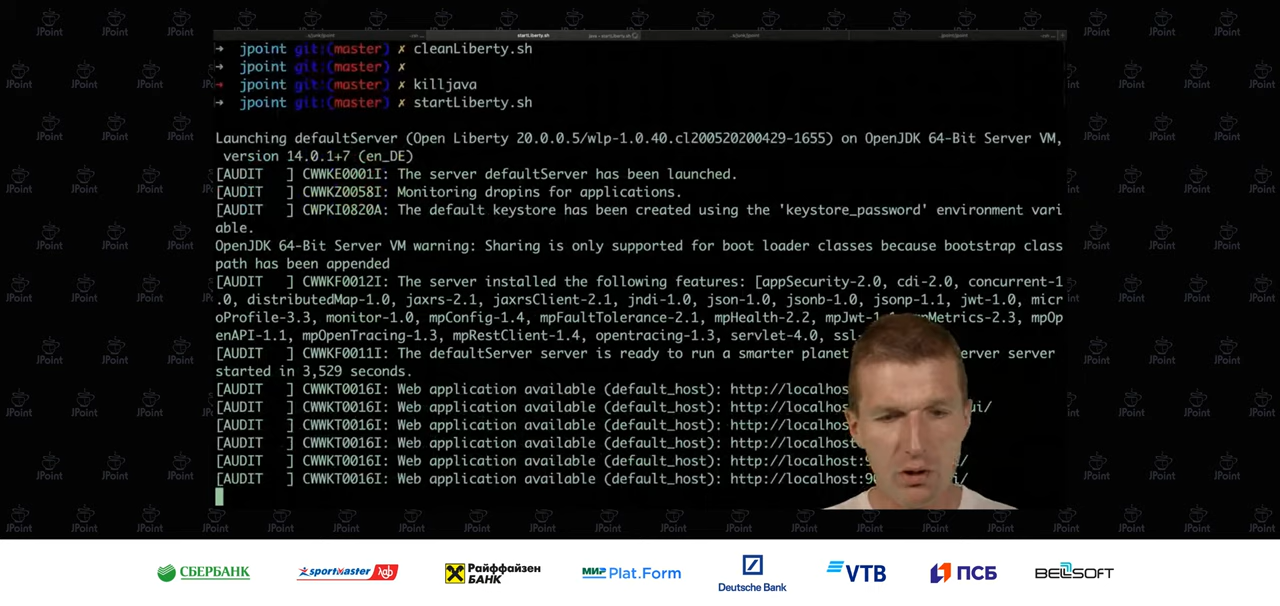 startLiberty.sh
➜ jpoint git:(master) ✗ cleanLiberty.sh
➜ jpoint git:(master) ✗
➜ jpoint git:(master) ✗ killjava
➜ jpoint git:(master) ✗ startLiberty.sh
Launching defaultServer (Open Liberty 20.0.0.5/wlp-1.0.40.cl200520200429-1655) on OpenJDK 64-Bit Server VM,
version 14.0.1+7 (en_DE)
[AUDIT ] CWWKE0001I: The server defaultServer has been launched.
[AUDIT ] CWWKZ0058I: Monitoring dropins for applications.
[AUDIT ] CWPKI0820A: The default keystore has been created using the 'keystore_password' environment vari
able.
OpenJDK 64-Bit Server VM warning: Sharing is only supported for boot loader classes because bootstrap class
path has been appended
[AUDIT ] CWWKF0012I: The server installed the following features: [appSecurity-2.0, cdi-2.0, concurrent-1
.0, distributedMap-1.0, jaxrs-2.1, jaxrsClient-2.1, jndi-1.0, json-1.0, jsonb-1.0, jsonp-1.1, jwt-1.0, micr
oProfile-3.3, monitor-1.0, mpConfig-1.4, mpFaultTolerance-2.1, mpHealth-2.2, mpJwt-1.1, mpMetrics-2.3, mpOp
enAPI-1.1, mpOpenTracing-1.3, mpRestClient-1.4, opentracing-1.3, servlet-4.0, ssl-
[AUDIT ] CWWKF0011I: The defaultServer server is ready to run a smarter planet server
started in 3,529 seconds.
[AUDIT ] CWWKT0016I: Web application available (default_host): http://localhost
[AUDIT ] CWWKT0016I: Web application available (default_host): http://localhos ui/
[AUDIT ] CWWKT0016I: Web application available (default_host): http://localhos
[AUDIT ] CWWKT0016I: Web application available (default_host): http://localhos
[AUDIT ] CWWKT0016I: Web application available (default_host): http://localhost:9 /
[AUDIT ] CWWKT0016I: Web application available (default_host): http://localhost:90 i/
JPoint
СБЕРБАНК sportmaster лаб Райффайзен БАНК МИР Plat.Form Deutsche Bank VTB ПСБ BELLSOFT